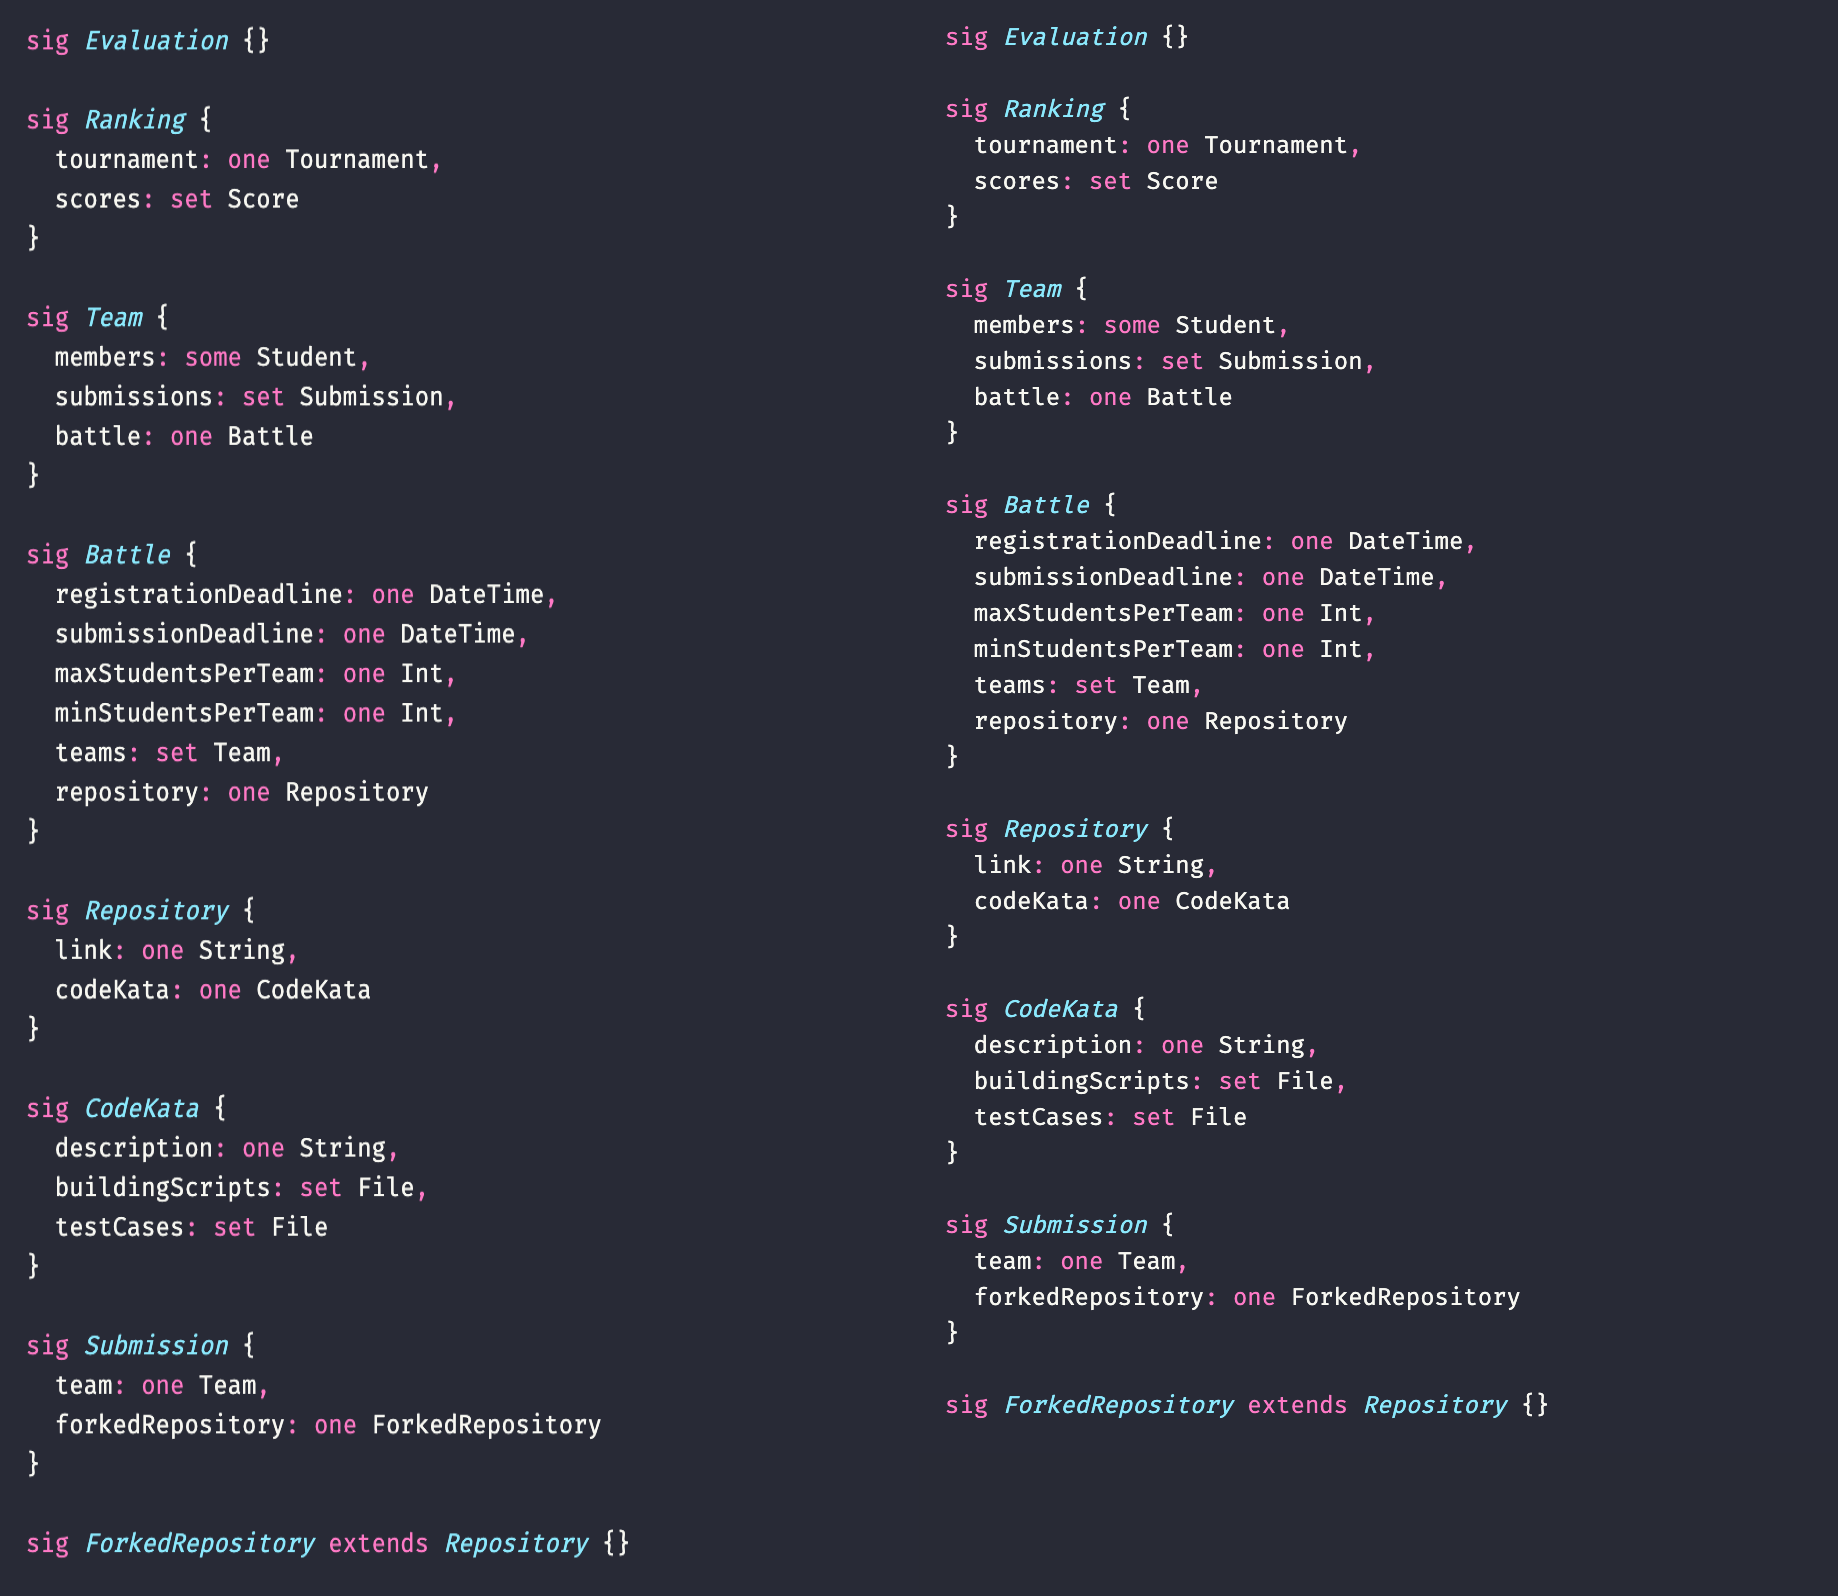 sig Evaluation {}

sig Ranking {
  tournament: one Tournament,
  scores: set Score
}

sig Team {
  members: some Student,
  submissions: set Submission,
  battle: one Battle
}

sig Battle {
  registrationDeadline: one DateTime,
  submissionDeadline: one DateTime,
  maxStudentsPerTeam: one Int,
  minStudentsPerTeam: one Int,
  teams: set Team,
  repository: one Repository
}

sig Repository {
  link: one String,
  codeKata: one CodeKata
}

sig CodeKata {
  description: one String,
  buildingScripts: set File,
  testCases: set File
}

sig Submission {
  team: one Team,
  forkedRepository: one ForkedRepository
}

sig ForkedRepository extends Repository {}

sig Evaluation {}

sig Ranking {
  tournament: one Tournament,
  scores: set Score
}

sig Team {
  members: some Student,
  submissions: set Submission,
  battle: one Battle
}

sig Battle {
  registrationDeadline: one DateTime,
  submissionDeadline: one DateTime,
  maxStudentsPerTeam: one Int,
  minStudentsPerTeam: one Int,
  teams: set Team,
  repository: one Repository
}

sig Repository {
  link: one String,
  codeKata: one CodeKata
}

sig CodeKata {
  description: one String,
  buildingScripts: set File,
  testCases: set File
}

sig Submission {
  team: one Team,
  forkedRepository: one ForkedRepository
}

sig ForkedRepository extends Repository {}